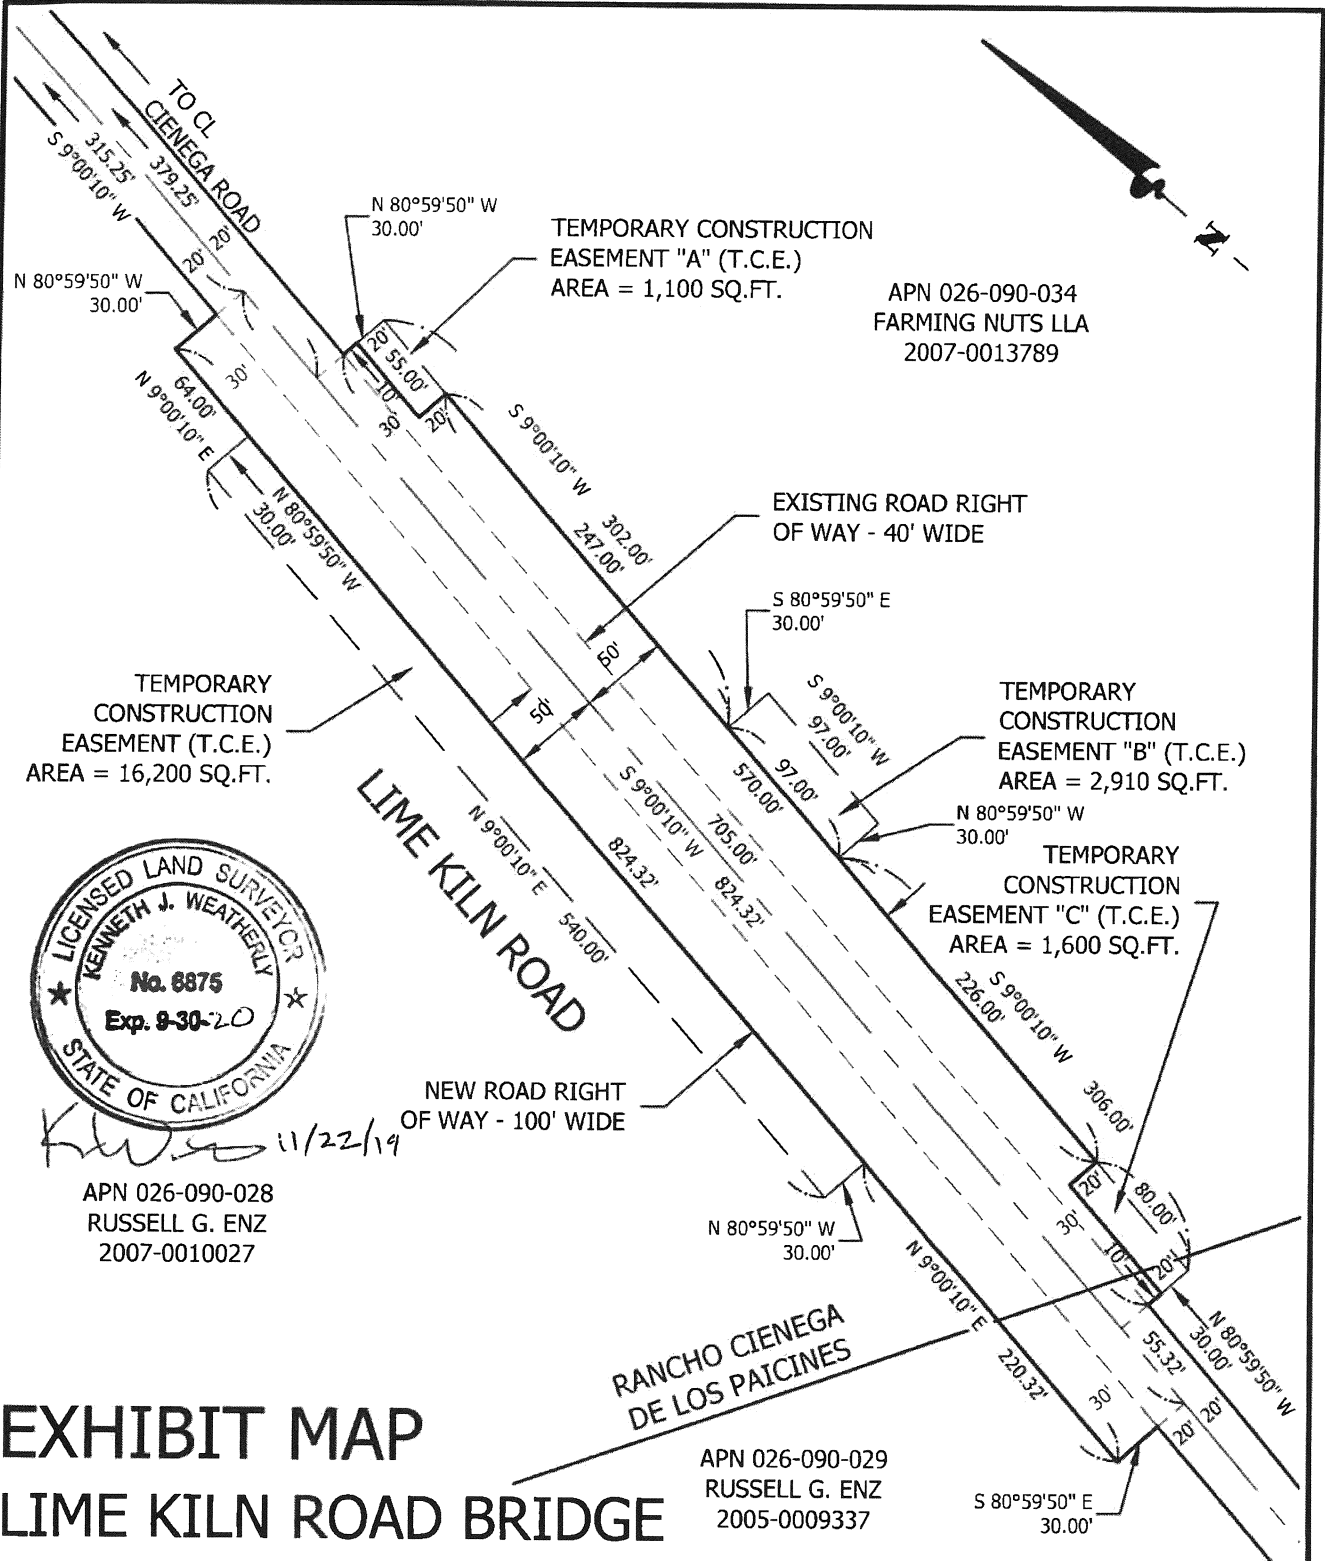 TO CL
CIENEGA ROAD
315.25'
S 9°00'10" W
379.25'
20'
20'
N 80°59'50" W
30.00'
TEMPORARY CONSTRUCTION
EASEMENT "A" (T.C.E.)
AREA = 1,100 SQ.FT.
N
APN 026-090-034
FARMING NUTS LLA
2007-0013789
N 80°59'50" W
30.00'
20'
55.00'
10'
30'
20'
30'
64.00'
N 9°00'10" E
S 9°00'10" W
302.00'
247.00'
N 80°59'50" W
30.00'
EXISTING ROAD RIGHT
OF WAY - 40' WIDE
S 80°59'50" E
30.00'
50'
50'
TEMPORARY
CONSTRUCTION
EASEMENT (T.C.E.)
AREA = 16,200 SQ.FT.
S 9°00'10" W
97.00'
97.00'
570.00'
TEMPORARY
CONSTRUCTION
EASEMENT "B" (T.C.E.)
AREA = 2,910 SQ.FT.
N 80°59'50" W
30.00'
LIME KILN ROAD
S 9°00'10" W
705.00'
824.32'
824.32'
N 9°00'10" E
540.00'
TEMPORARY
CONSTRUCTION
EASEMENT "C" (T.C.E.)
AREA = 1,600 SQ.FT.
S 9°00'10" W
226.00'
306.00'
LICENSED LAND SURVEYOR
KENNETH J. WEATHERLY
No. 6875
Exp. 9-30-20
STATE OF CALIFORNIA
11/22/19
NEW ROAD RIGHT
OF WAY - 100' WIDE
APN 026-090-028
RUSSELL G. ENZ
2007-0010027
20'
80.00'
30'
10'
20'
N 80°59'50" W
30.00'
N 9°00'10" E
220.32'
N 80°59'50" W
30.00'
55.32'
30'
20'
20'
RANCHO CIENEGA
DE LOS PAICINES
EXHIBIT MAP
LIME KILN ROAD BRIDGE
APN 026-090-029
RUSSELL G. ENZ
2005-0009337
S 80°59'50" E
30.00'